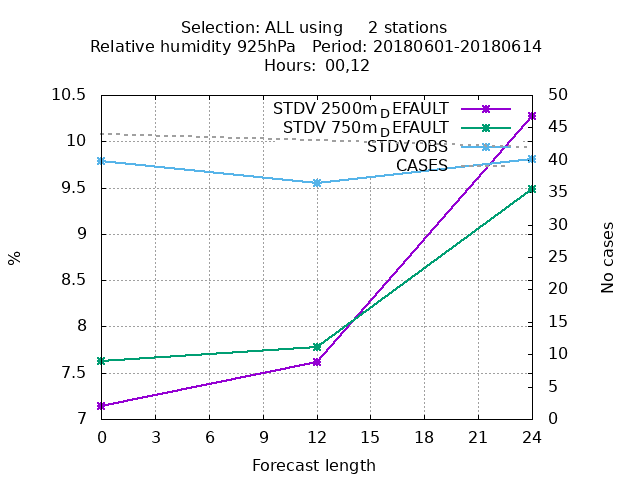 Selection: ALL using     2 stations
Relative humidity 925hPa   Period: 20180601-20180614
Hours: 00,12
STDV 2500m_DEFAULT
STDV 750m_DEFAULT
STDV OBS
CASES
10.5
10
9.5
9
8.5
8
7.5
7
%
50
45
40
35
30
25
20
15
10
5
0
No cases
0 3 6 9 12 15 18 21 24
Forecast length